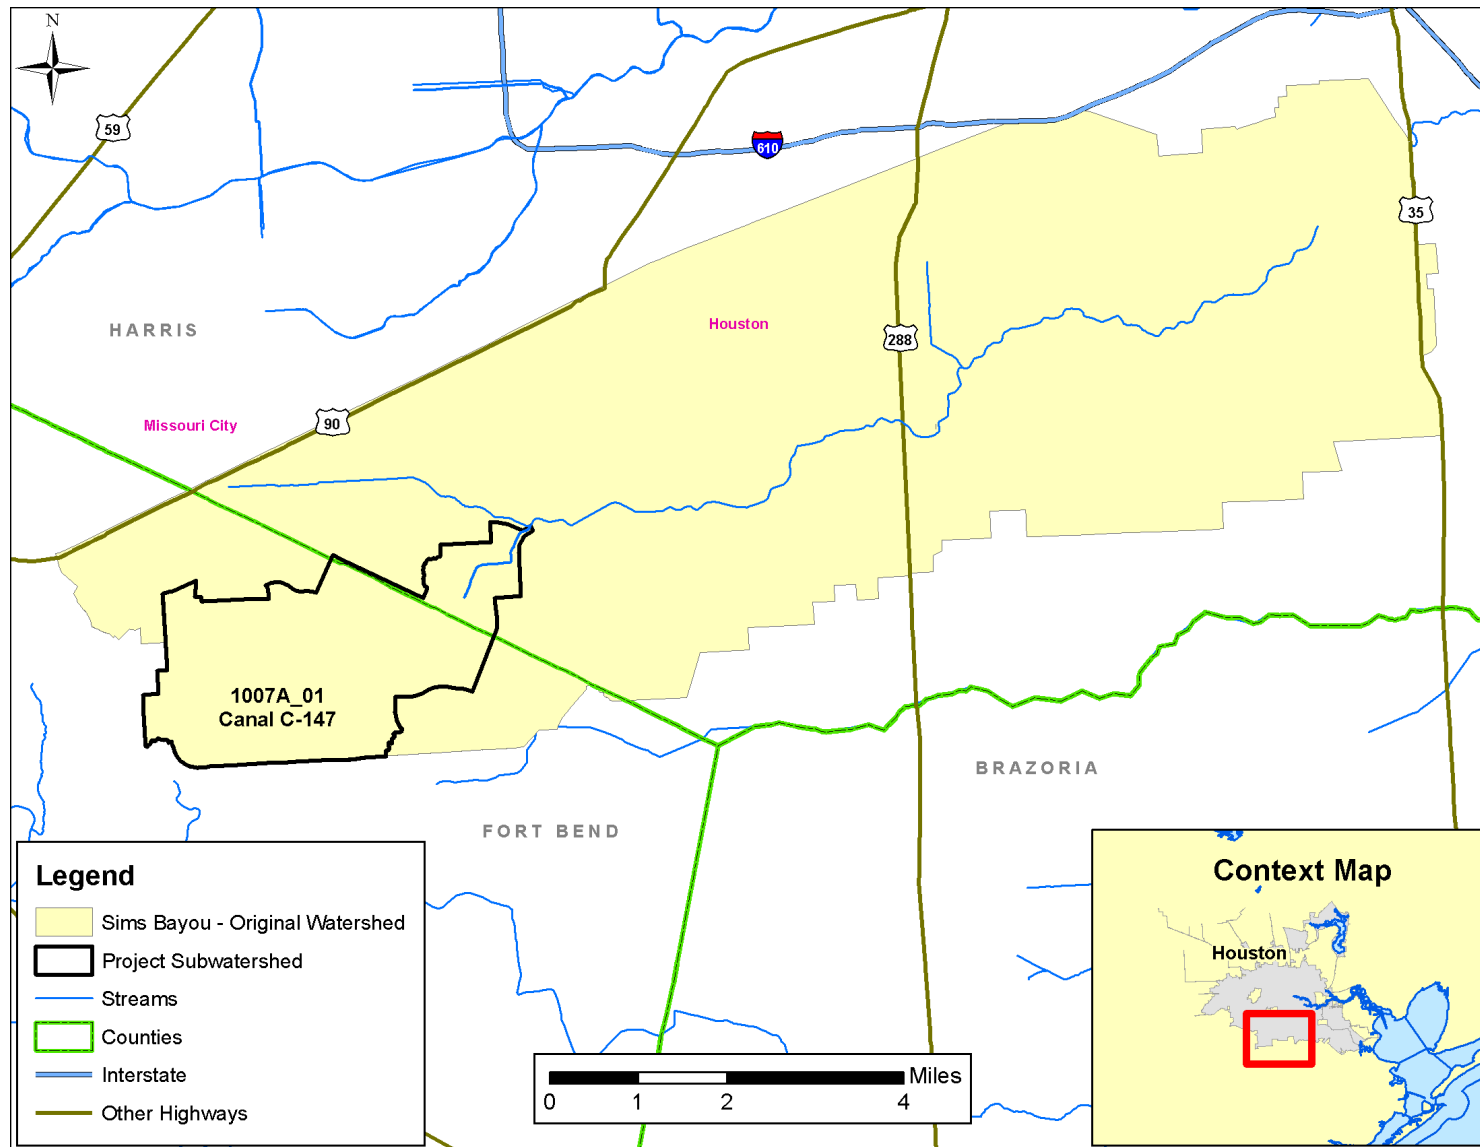 N
59
610
35
HARRIS
Houston
288
Missouri City
90
1007A_01
Canal C-147
BRAZORIA
FORT BEND
Legend
Sims Bayou - Original Watershed
Project Subwatershed
Streams
Counties
Interstate
Other Highways
Miles
0 1 2 4
Context Map
Houston